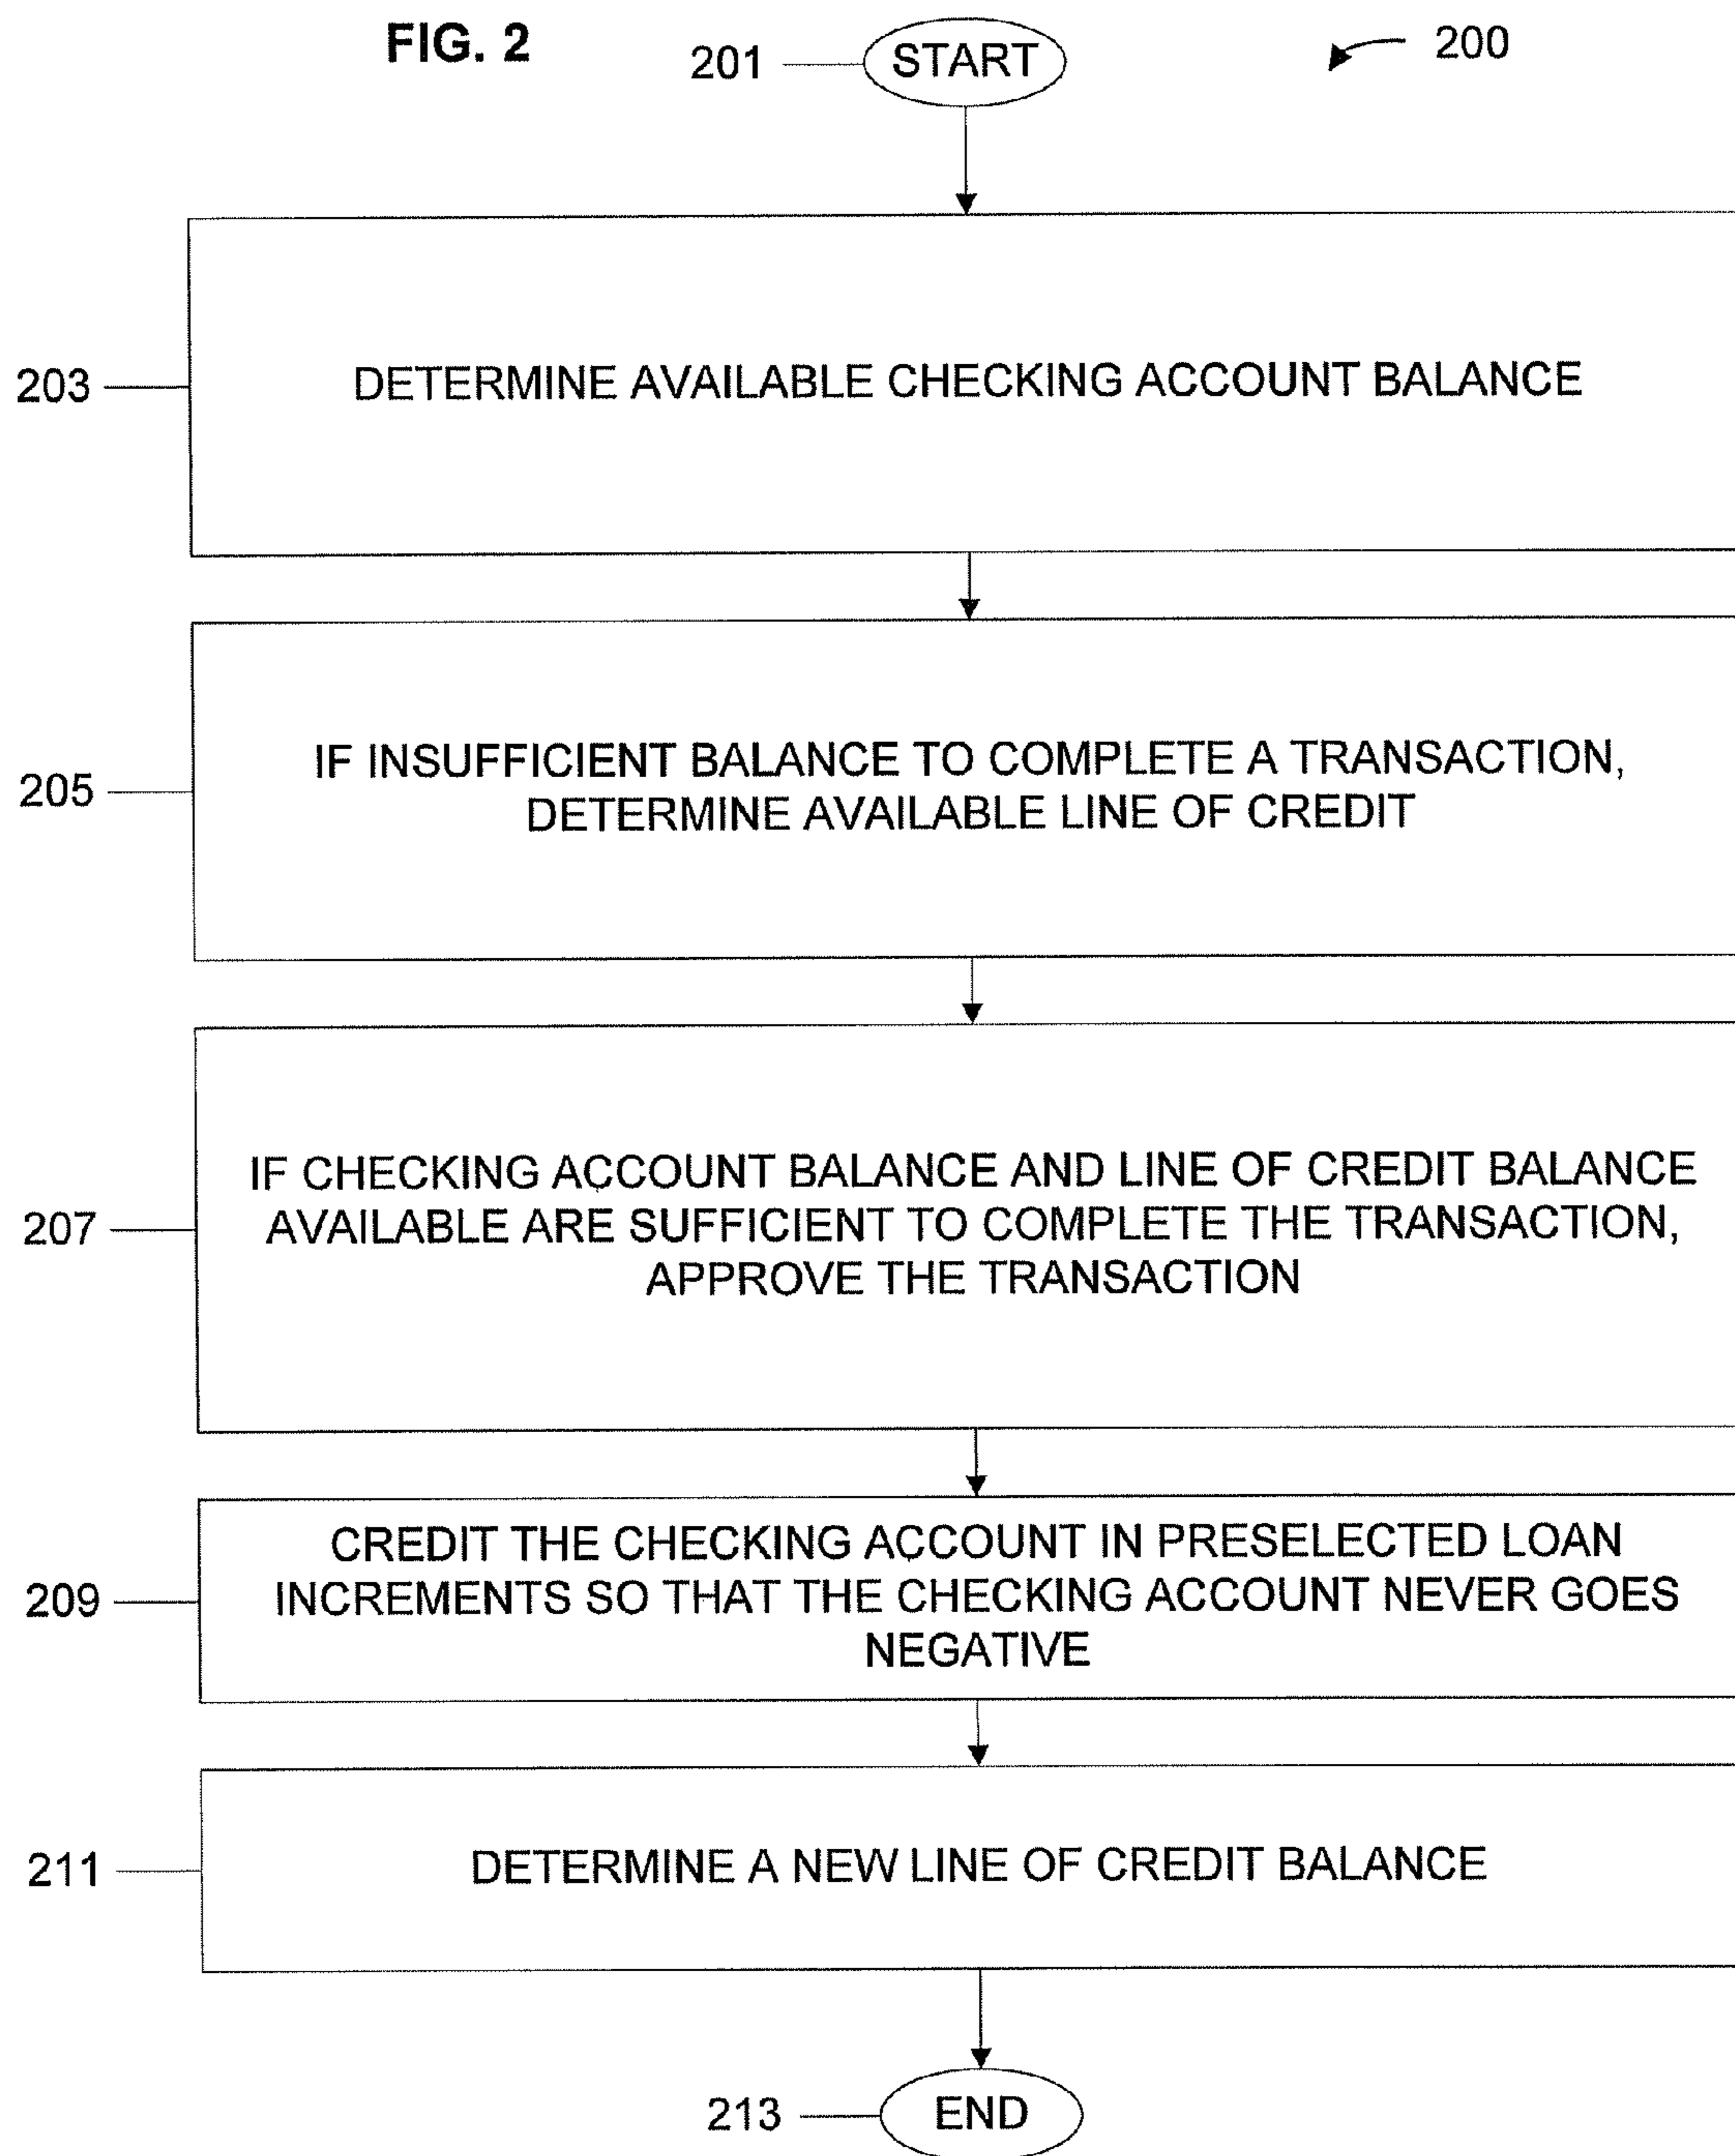 FIG. 2
201
START
200
203
DETERMINE AVAILABLE CHECKING ACCOUNT BALANCE
205
IF INSUFFICIENT BALANCE TO COMPLETE A TRANSACTION,
DETERMINE AVAILABLE LINE OF CREDIT
207
IF CHECKING ACCOUNT BALANCE AND LINE OF CREDIT BALANCE
AVAILABLE ARE SUFFICIENT TO COMPLETE THE TRANSACTION,
APPROVE THE TRANSACTION
209
CREDIT THE CHECKING ACCOUNT IN PRESELECTED LOAN
INCREMENTS SO THAT THE CHECKING ACCOUNT NEVER GOES
NEGATIVE
211
DETERMINE A NEW LINE OF CREDIT BALANCE
213
END